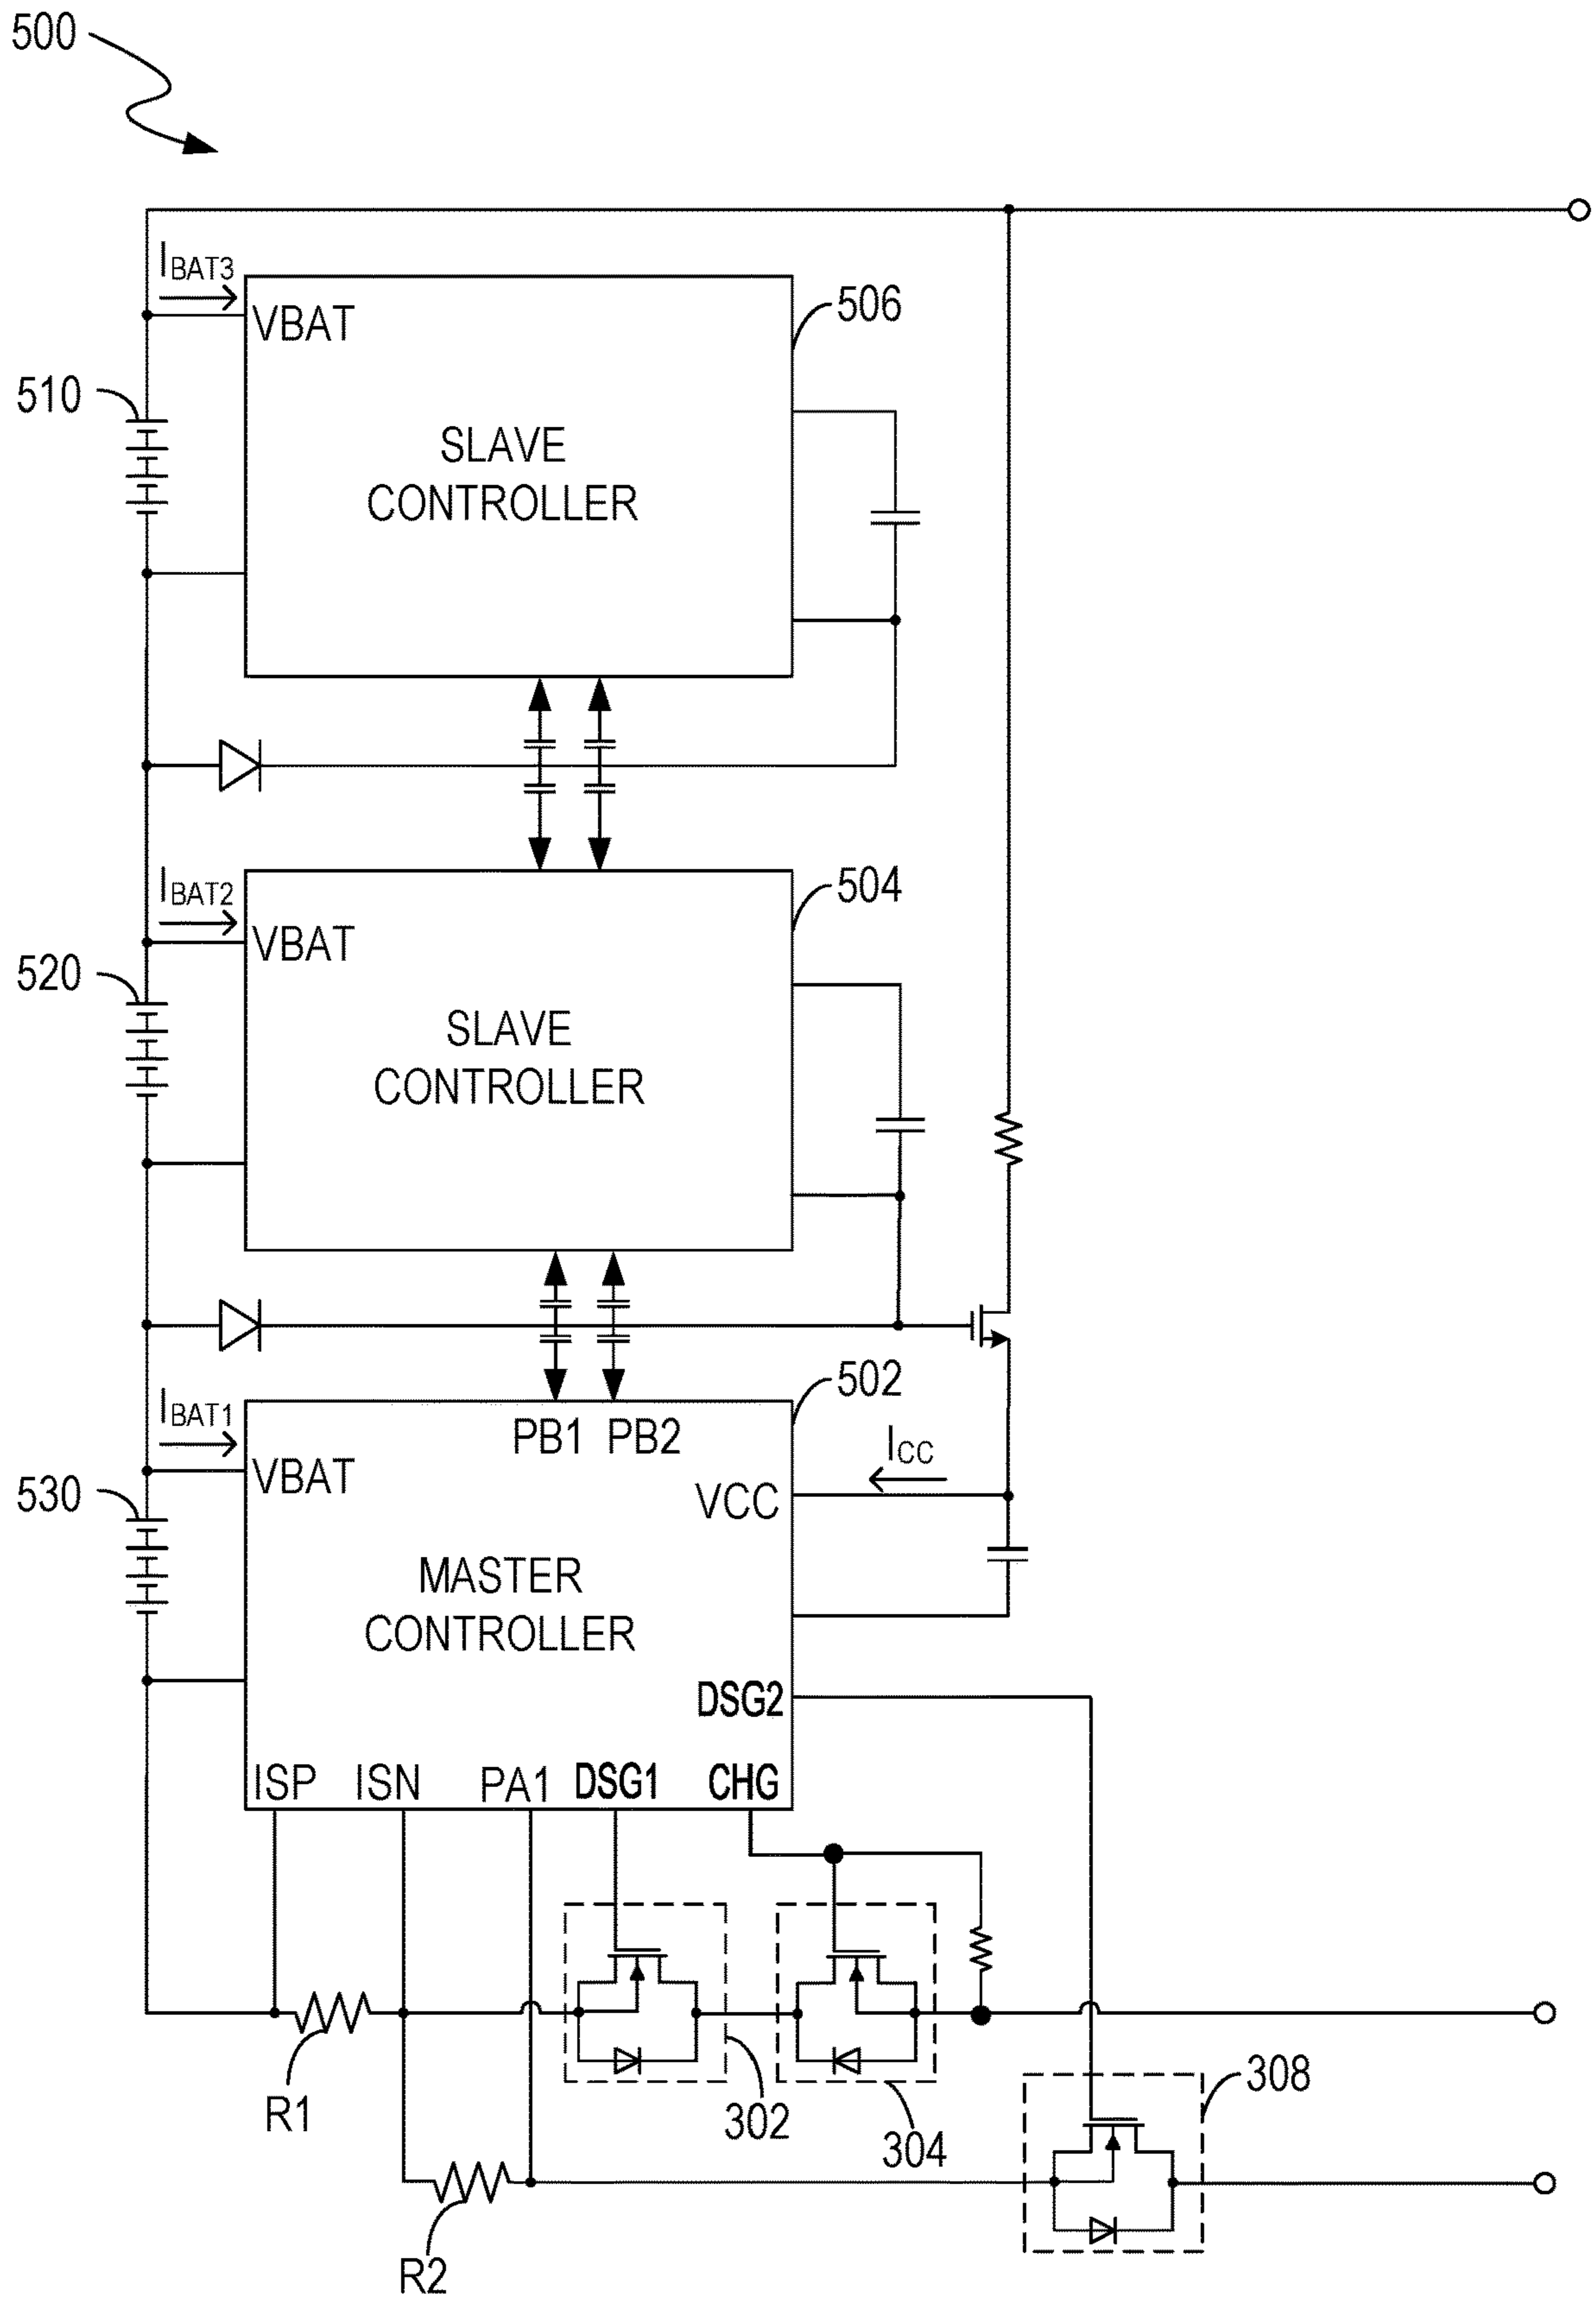 500
IBAT3
VBAT
506
510
SLAVE
CONTROLLER
IBAT2
VBAT
504
520
SLAVE
CONTROLLER
502
IBAT1
PB1 PB2
ICC
VBAT
VCC
530
MASTER
CONTROLLER
DSG2
ISP ISN PA1 DSG1 CHG
R1
302
304
308
R2